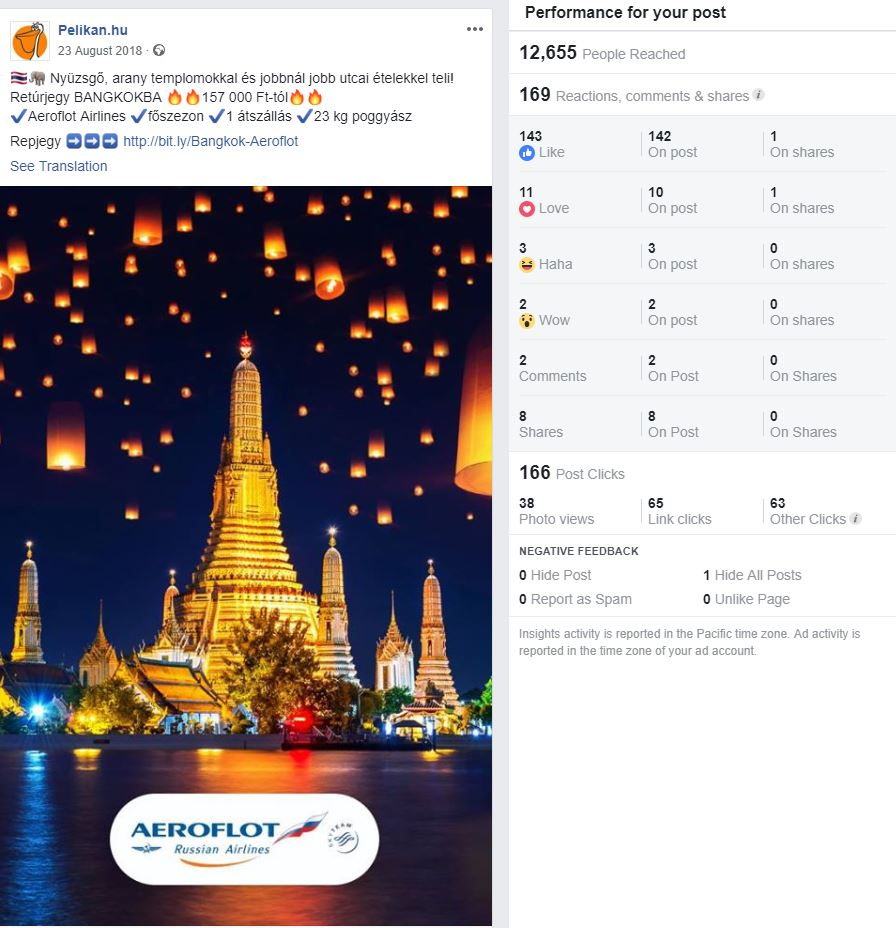 Pelikan.hu
23 August 2018 ·
Nyüzsgő, arany templomokkal és jobbnál jobb utcai ételekkel teli!
Retúrjegy BANGKOKBA 🔥🔥157 000 Ft-tól🔥🔥
✔Aeroflot Airlines ✔főszezon ✔1 átszállás ✔23 kg poggyász
Repjegy ➡➡➡ http://bit.ly/Bangkok-Aeroflot
See Translation
AEROFLOT
Russian Airlines
SKYTEAM
Performance for your post
12,655 People Reached
169 Reactions, comments & shares
143 Like 142 On post 1 On shares
11 Love 10 On post 1 On shares
3 Haha 3 On post 0 On shares
2 Wow 2 On post 0 On shares
2 Comments 2 On Post 0 On Shares
8 Shares 8 On Post 0 On Shares
166 Post Clicks
38 Photo views 65 Link clicks 63 Other Clicks
NEGATIVE FEEDBACK
0 Hide Post 1 Hide All Posts
0 Report as Spam 0 Unlike Page
Insights activity is reported in the Pacific time zone. Ad activity is
reported in the time zone of your ad account.